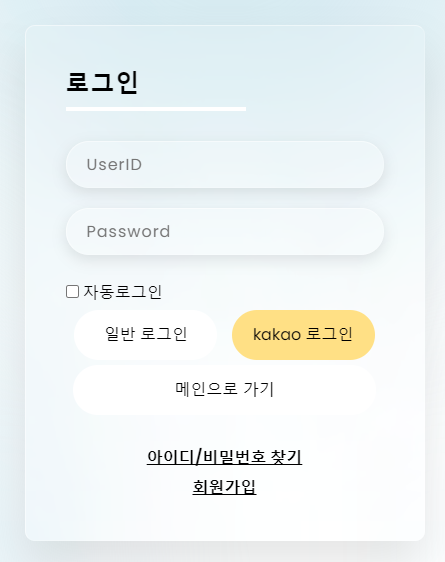 로그인
UserID
Password
자동로그인
일반 로그인
kakao 로그인
메인으로 가기
아이디/비밀번호 찾기
회원가입